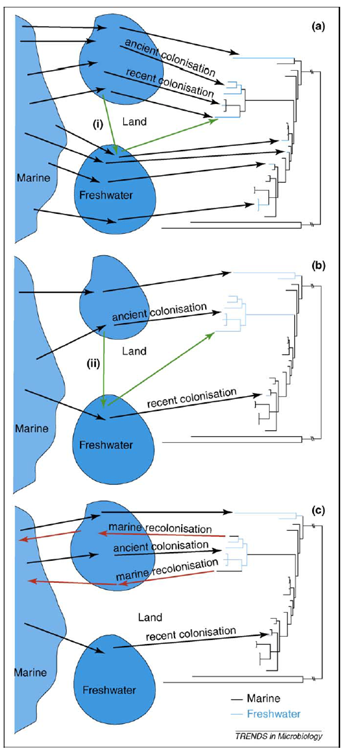 (a)
ancient colonisation
recent colonisation
(i)
Land
Marine
Freshwater
(b)
ancient colonisation
Land
(ii)
recent colonisation
Marine
Freshwater
(c)
marine recolonisation
ancient colonisation
marine recolonisation
Land
recent colonisation
Marine
Freshwater
Marine
Freshwater
TRENDS in Microbiology